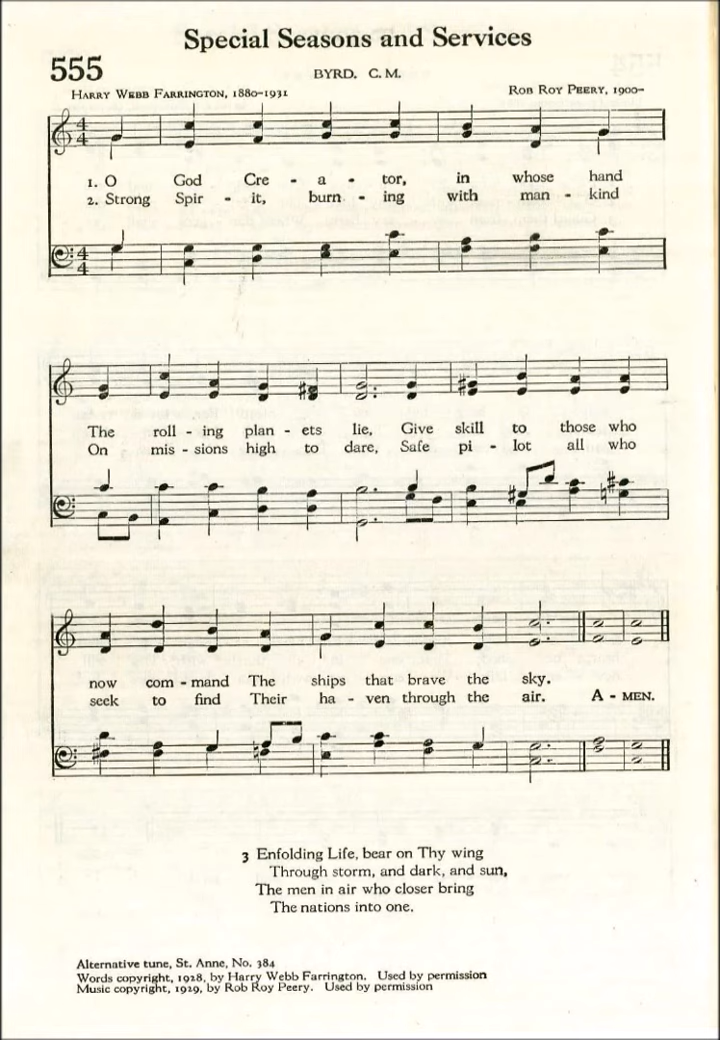 Special Seasons and Services
555
BYRD. C. M.
HARRY WEBB FARRINGTON, 1880-1931 ROB ROY PEERY, 1900-
1. O God Cre - a - tor, in whose hand
2. Strong Spir - it, burn - ing with man - kind
The roll - ing plan - ets lie, Give skill to those who
On mis - sions high to dare, Safe pi - lot all who
now com - mand The ships that brave the sky.
seek to find Their ha - ven through the air. A - MEN.
3 Enfolding Life, bear on Thy wing
Through storm, and dark, and sun,
The men in air who closer bring
The nations into one.
Alternative tune, St. Anne, No. 384
Words copyright, 1928, by Harry Webb Farrington. Used by permission
Music copyright, 1929, by Rob Roy Peery. Used by permission